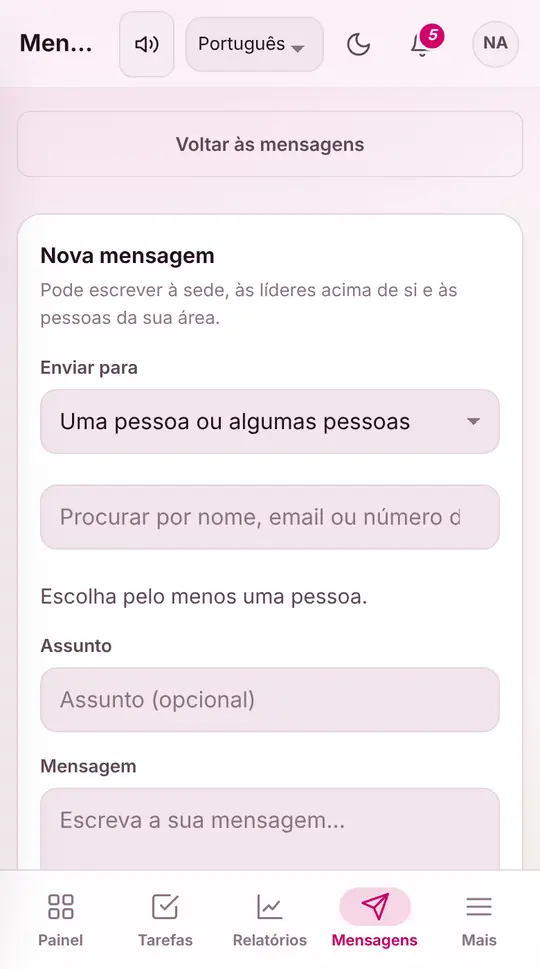 Men...
Português
5
NA
Voltar às mensagens
Nova mensagem
Pode escrever à sede, às líderes acima de si e às
pessoas da sua área.
Enviar para
Uma pessoa ou algumas pessoas
Procurar por nome, email ou número d
Escolha pelo menos uma pessoa.
Assunto
Assunto (opcional)
Mensagem
Escreva a sua mensagem...
Painel
Tarefas
Relatórios
Mensagens
Mais